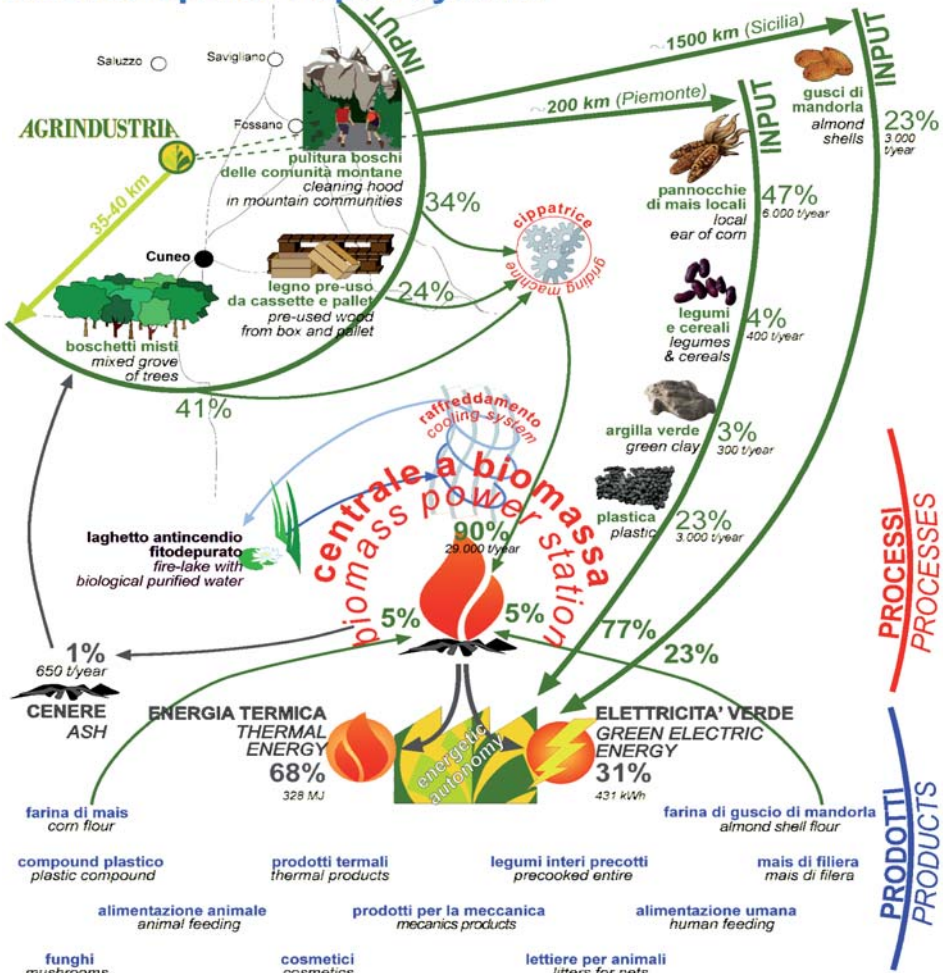 INPUT
INPUT
INPUT
~1500 km (Sicilia)
~200 km (Piemonte)
Saluzzo
Savigliano
Fossano
AGRINDUSTRIA
35-40 km
Cuneo
pulitura boschi
delle comunità montane
cleaning hood
in mountain communities
34%
legno pre-uso
da cassette e pallet
pre-used wood
from box and pallet
24%
boschetti misti
mixed grove
of trees
41%
cippatrice
griding machine
gusci di
mandorla
almond
shells
23%
3.000
t/year
pannocchie
di mais locali
local
ear of corn
47%
6.000 t/year
legumi
e cereali
legumes
& cereals
4%
400 t/year
argilla verde
green clay
3%
300 t/year
plastica
plastic
23%
3.000 t/year
raffreddamento
cooling system
centrale a biomassa
biomass power station
90%
29.000 t/year
5%
5%
laghetto antincendio
fitodepurato
fire-lake with
biological purified water
77%
23%
1%
650 t/year
CENERE
ASH
ENERGIA TERMICA
THERMAL
ENERGY
68%
328 MJ
energetic
autonomy
ELETTRICITA' VERDE
GREEN ELECTRIC
ENERGY
31%
431 kWh
PROCESSI
PROCESSES
PRODOTTI
PRODUCTS
farina di mais
corn flour
farina di guscio di mandorla
almond shell flour
compound plastico
plastic compound
prodotti termali
thermal products
legumi interi precotti
precooked entire
mais di filiera
mais di filera
alimentazione animale
animal feeding
prodotti per la meccanica
mecanics products
alimentazione umana
human feeding
funghi
mushrooms
cosmetici
cosmetics
lettiere per animali
litters for pets